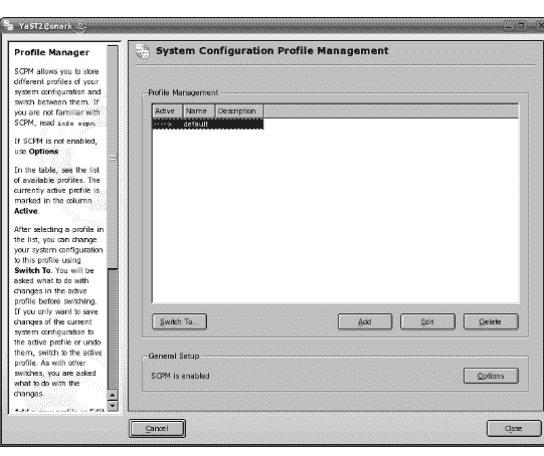 YaST2@snark
Profile Manager
SCPM allows you to store
different profiles of your
system configuration and
switch between them. If
you are not familiar with
SCPM, read info scpm.
If SCPM is not enabled,
use Options
In the table, see the list
of available profiles. The
currently active profile is
marked in the column
Active.
After selecting a profile in
the list, you can change
your system configuration
to this profile using
Switch To. You will be
asked what to do with
changes in the active
profile before switching.
If you only want to save
changes of the current
system configuration to
the active profile or undo
them, switch to the active
profile. As with other
switches, you are asked
what to do with the
changes.
System Configuration Profile Management
Profile Management
Active Name Description
----> default
Switch To...
Add Edit Delete
General Setup
SCPM is enabled
Options
Cancel
Close